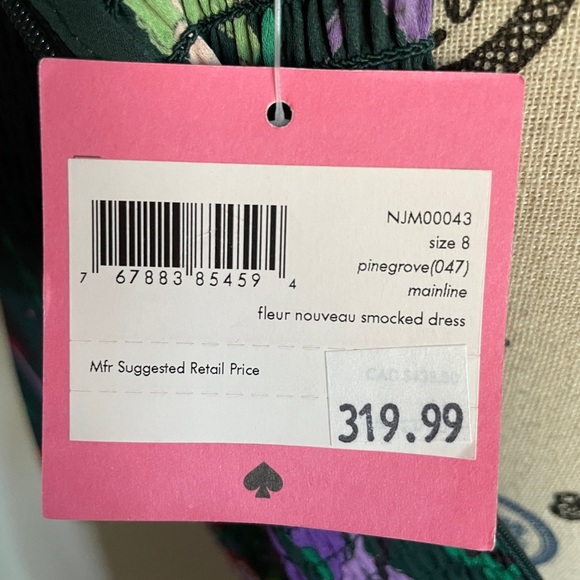 NJM00043
size 8
pinegrove(047)
mainline
7 67883 85459 4
fleur nouveau smocked dress
Mfr Suggested Retail Price
319.99